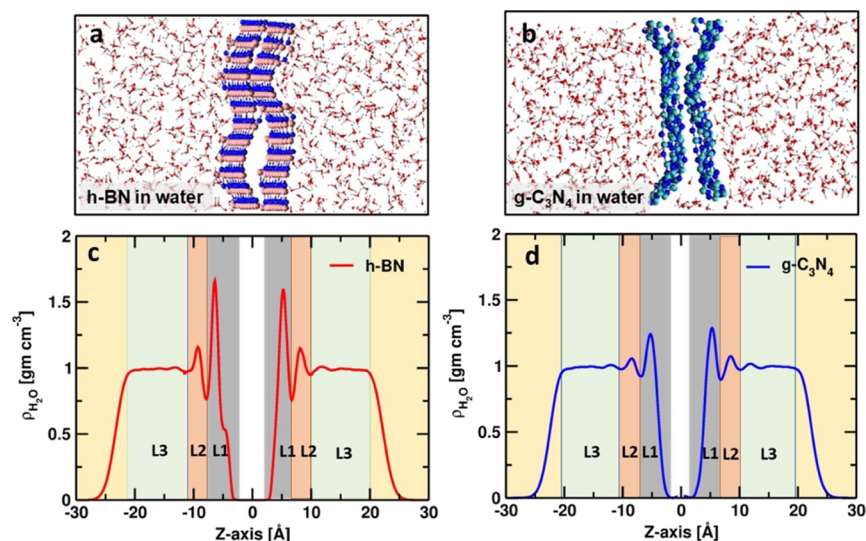 a
h-BN in water
b
g-C3N4 in water
c
h-BN
ρH2O [gm cm-3]
2
1.5
1
0.5
0
L3
L2
L1
L1
L2
L3
-30
-20
-10
0
10
20
30
Z-axis [Å]
d
g-C3N4
ρH2O [gm cm-3]
2
1.5
1
0.5
0
L3
L2
L1
L1
L2
L3
-30
-20
-10
0
10
20
30
Z-axis [Å]